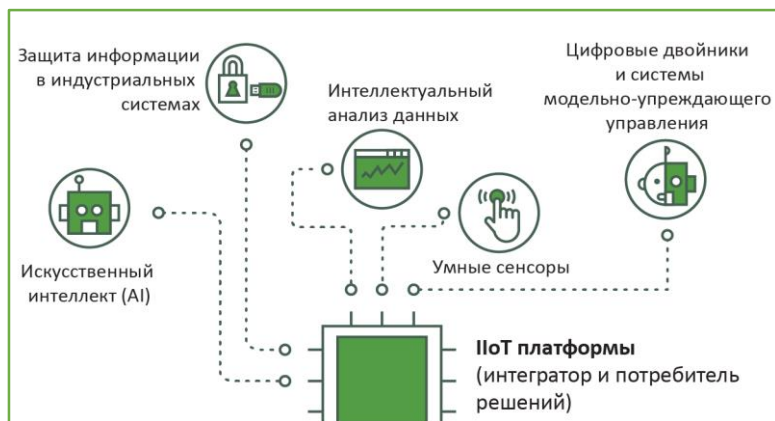 Защита информации
в индустриальных
системах
Интеллектуальный
анализ данных
Цифровые двойники
и системы
модельно-упреждающего
управления
Искусственный
интеллект (AI)
Умные сенсоры
IIoT платформы
(интегратор и потребитель
решений)